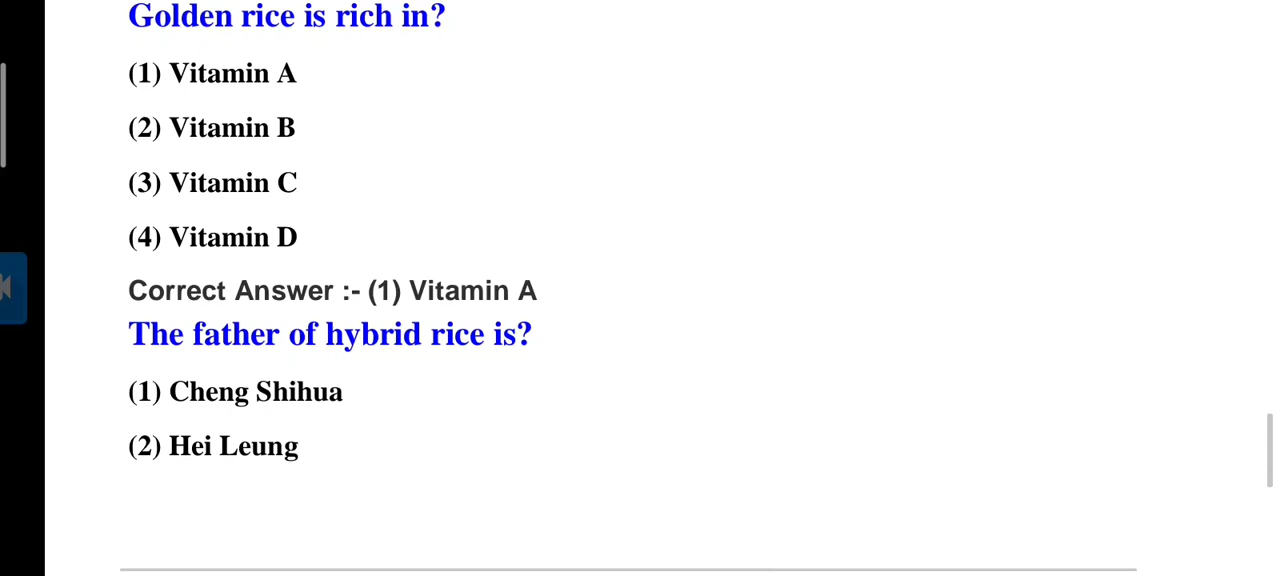 Golden rice is rich in?
(1) Vitamin A
(2) Vitamin B
(3) Vitamin C
(4) Vitamin D
Correct Answer :- (1) Vitamin A
The father of hybrid rice is?
(1) Cheng Shihua
(2) Hei Leung